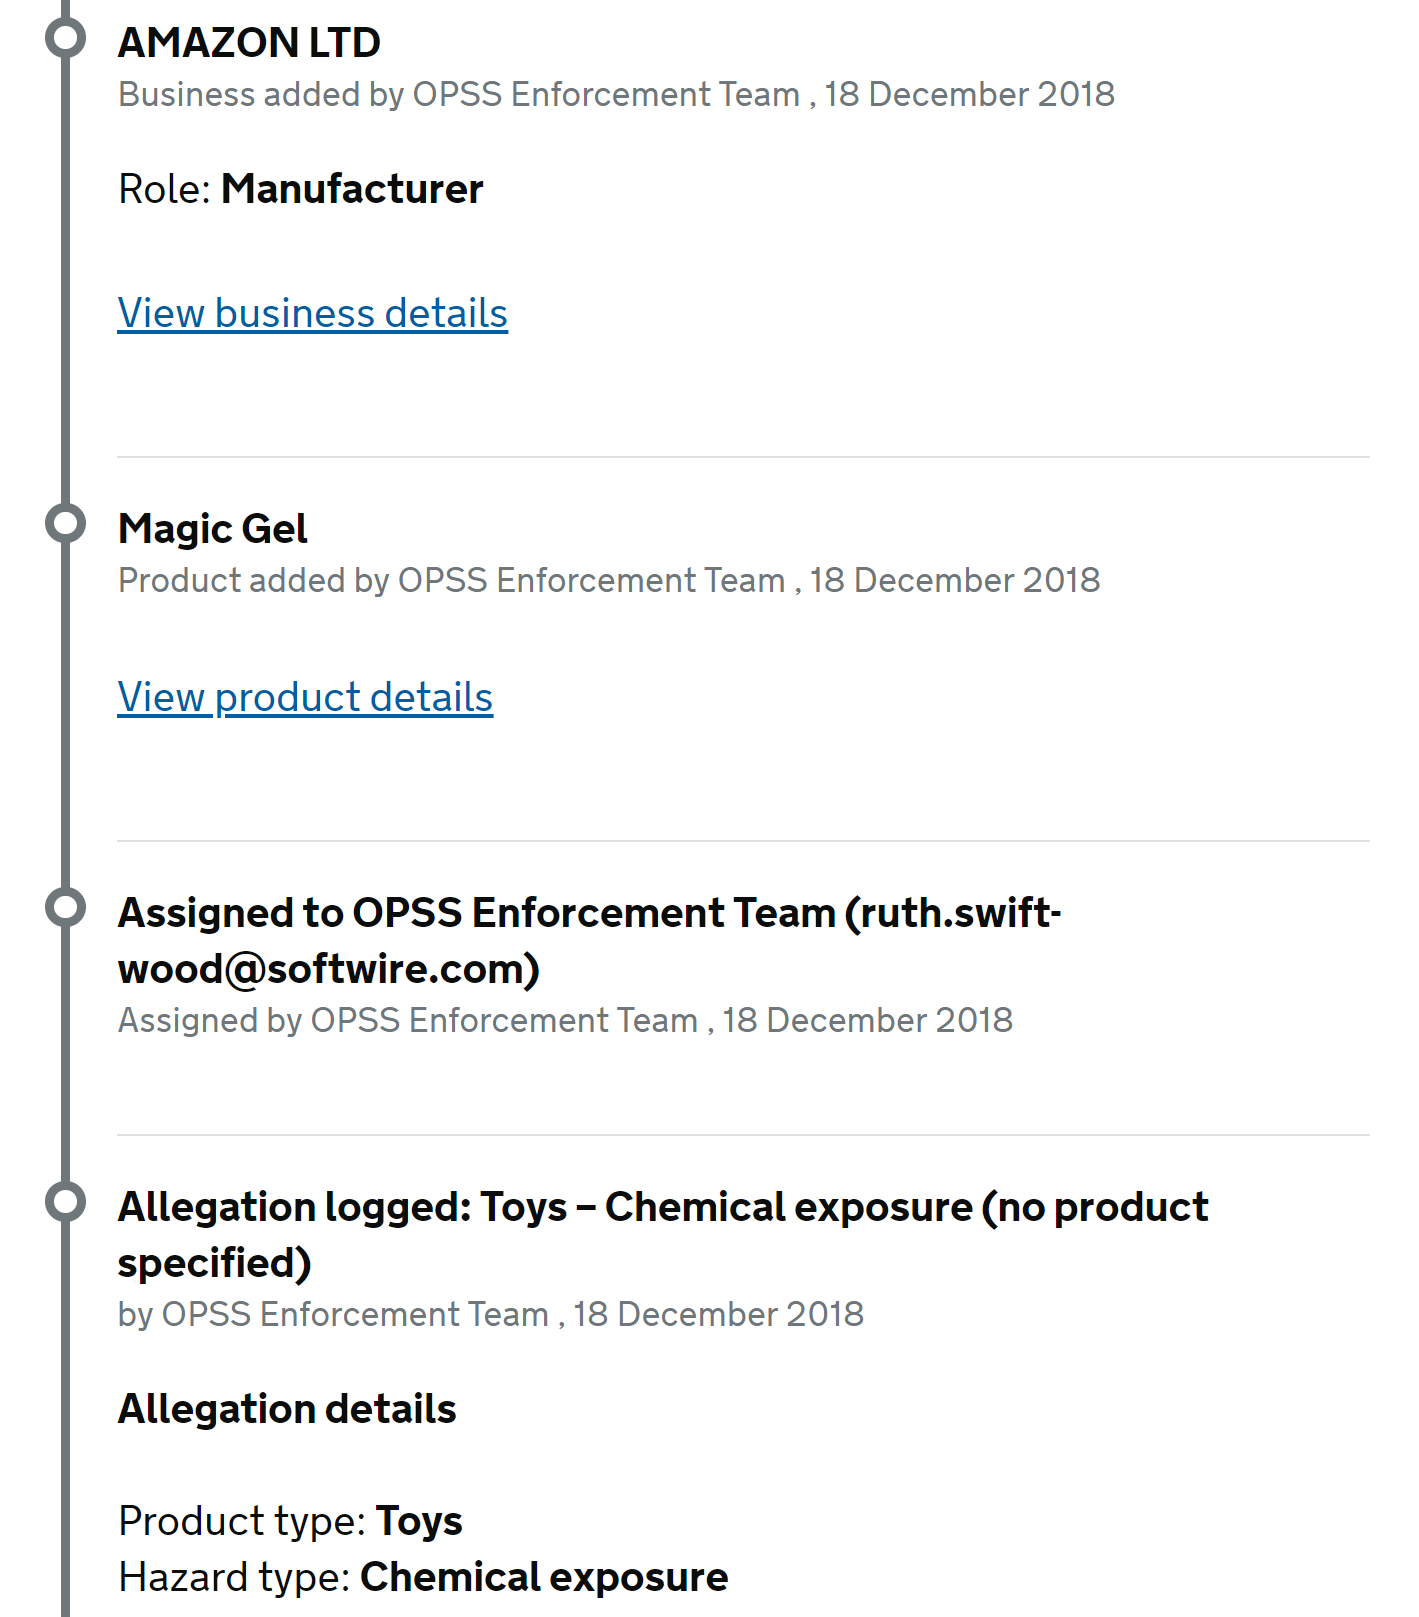 AMAZON LTD
Business added by OPSS Enforcement Team , 18 December 2018
Role: Manufacturer
View business details
Magic Gel
Product added by OPSS Enforcement Team , 18 December 2018
View product details
Assigned to OPSS Enforcement Team (ruth.swift-
wood@softwire.com)
Assigned by OPSS Enforcement Team , 18 December 2018
Allegation logged: Toys – Chemical exposure (no product
specified)
by OPSS Enforcement Team , 18 December 2018
Allegation details
Product type: Toys
Hazard type: Chemical exposure